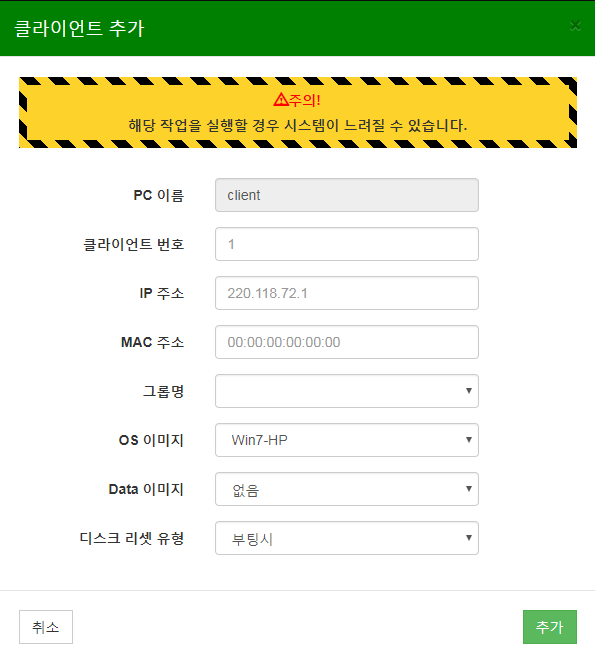 클라이언트 추가
×
주의!
해당 작업을 실행할 경우 시스템이 느려질 수 있습니다.
PC 이름 client
클라이언트 번호 1
IP 주소 220.118.72.1
MAC 주소 00:00:00:00:00:00
그룹명
OS 이미지 Win7-HP
Data 이미지 없음
디스크 리셋 유형 부팅시
취소 추가